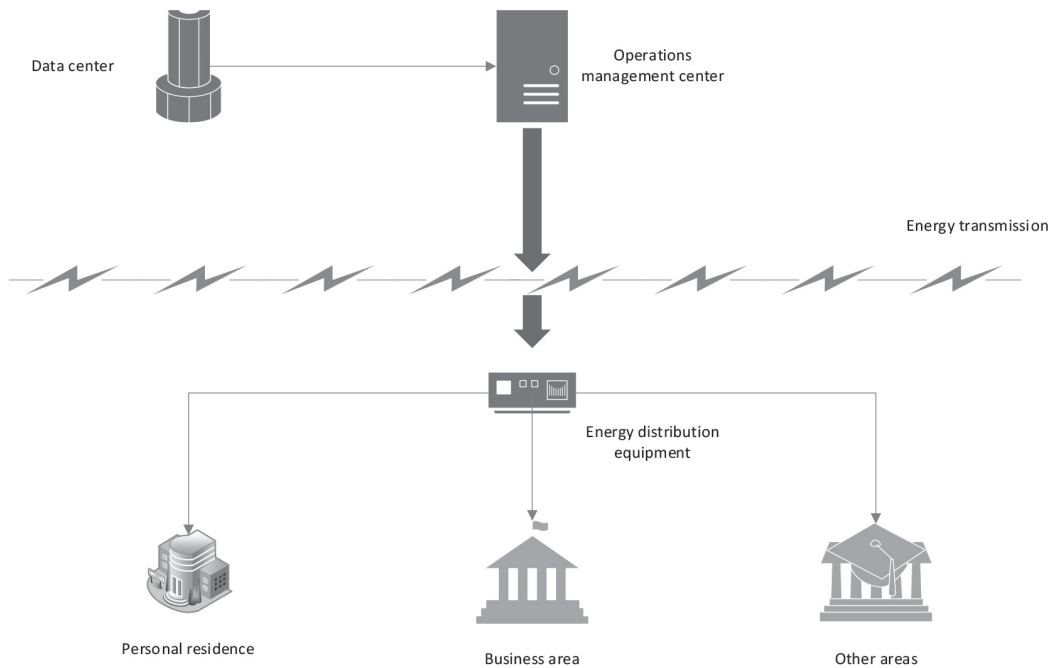 Data center
Operations
management center
Energy transmission
Energy distribution
equipment
Personal residence
Business area
Other areas